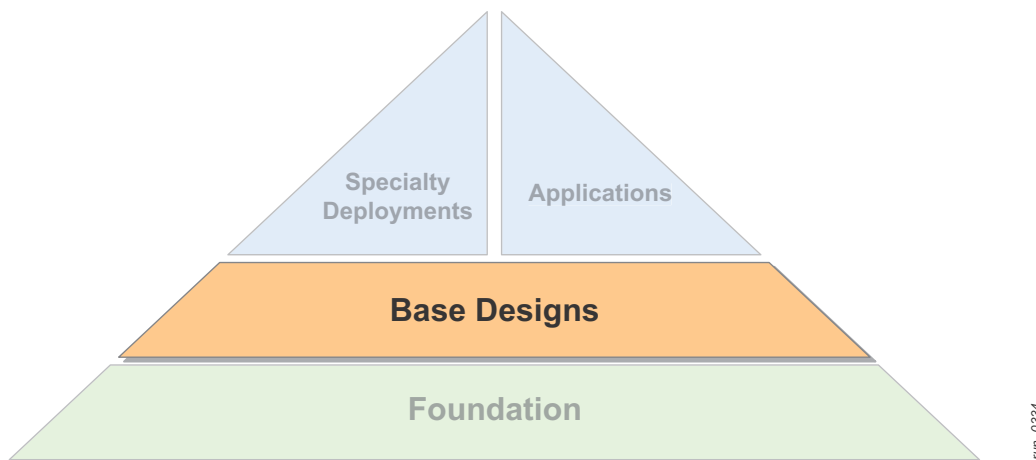 Specialty
Deployments
Applications
Base Designs
Foundation